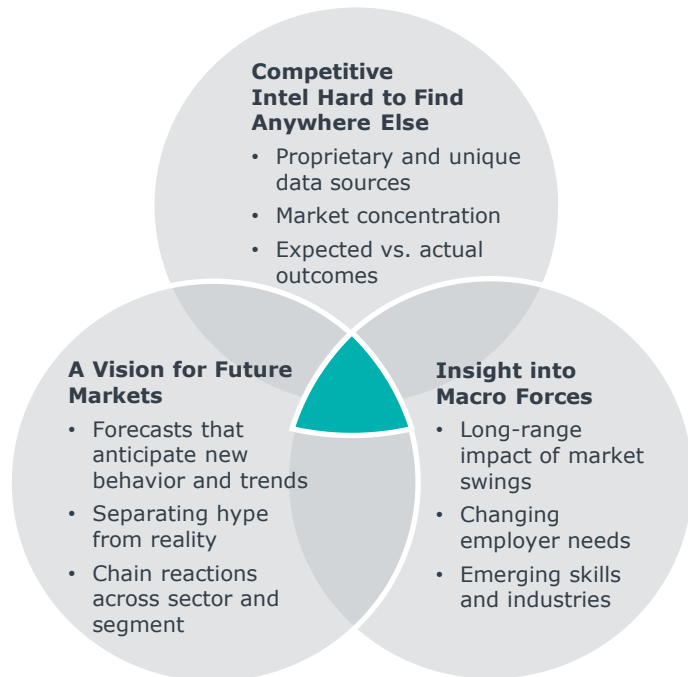 Competitive
Intel Hard to Find
Anywhere Else
• Proprietary and unique
data sources
• Market concentration
• Expected vs. actual
outcomes
A Vision for Future
Markets
• Forecasts that
anticipate new
behavior and trends
• Separating hype
from reality
• Chain reactions
across sector and
segment
Insight into
Macro Forces
• Long-range
impact of market
swings
• Changing
employer needs
• Emerging skills
and industries